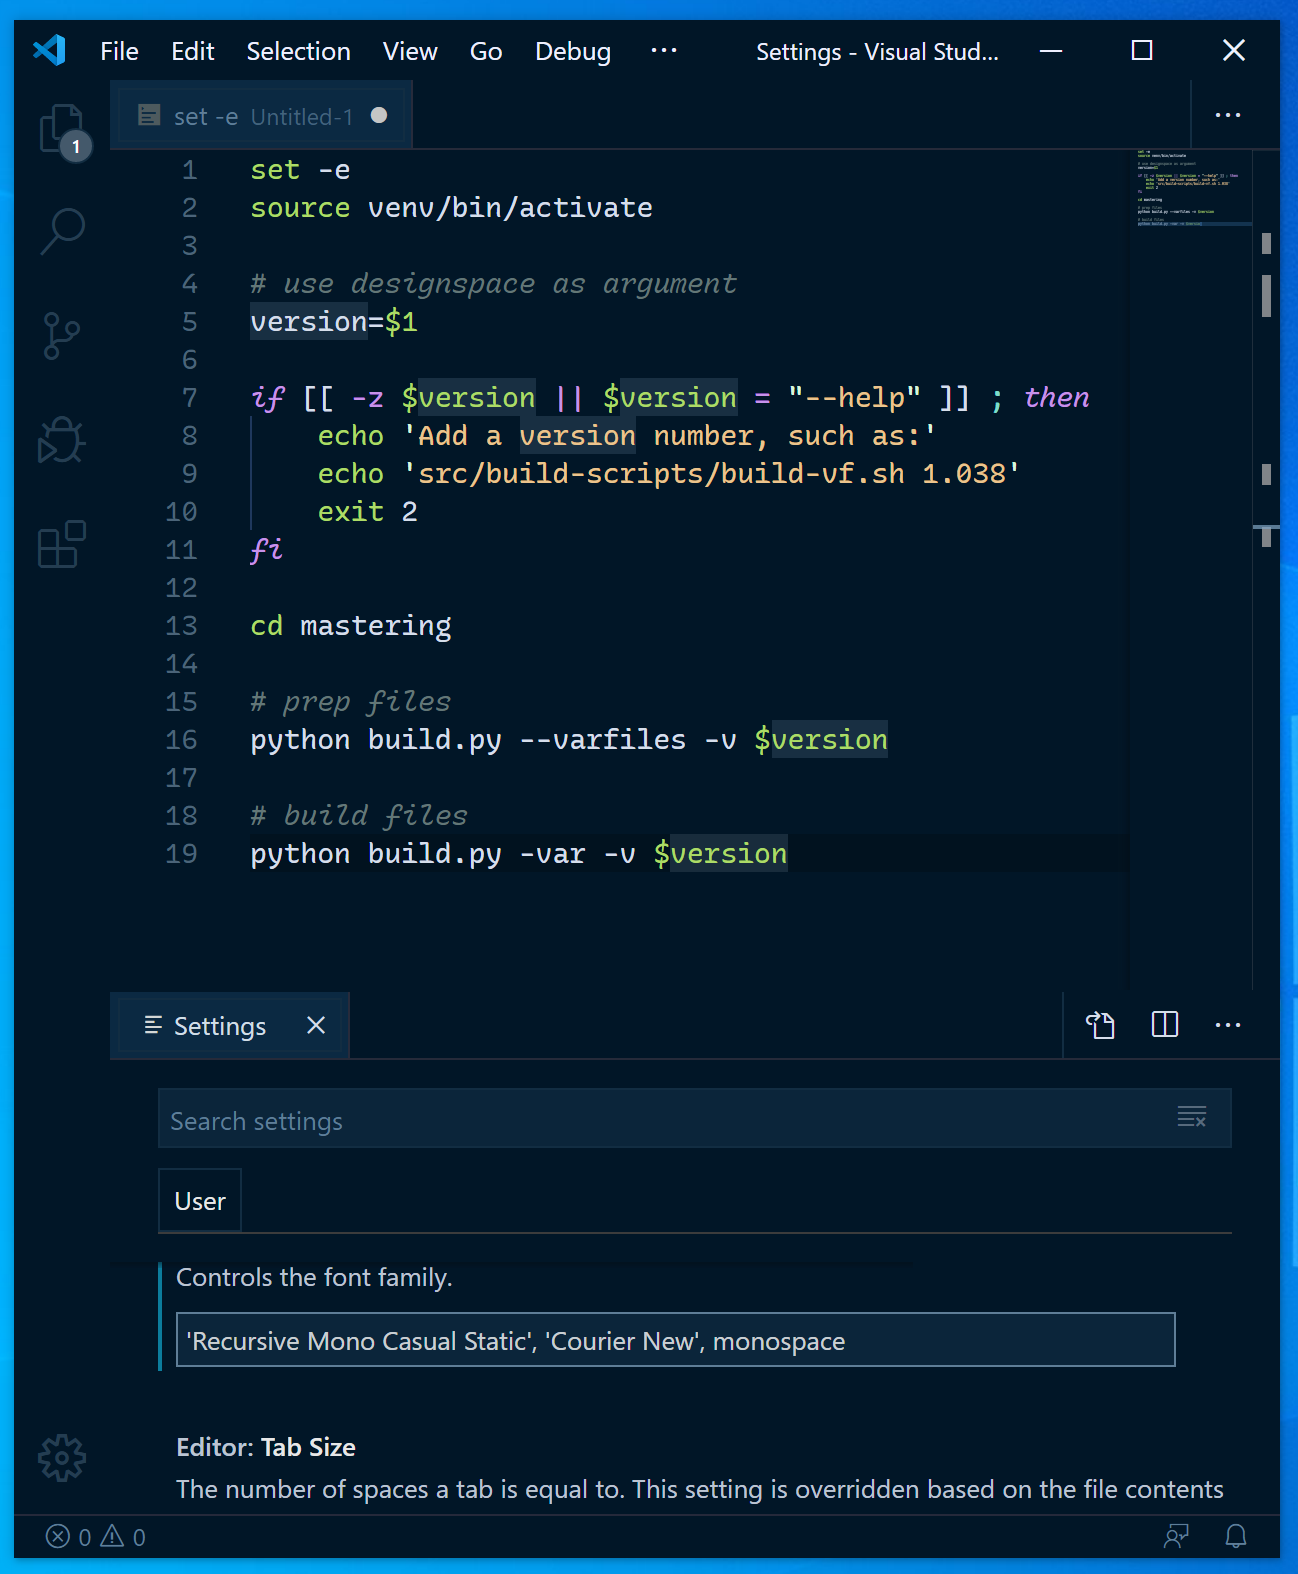 File Edit Selection View Go Debug ··· Settings - Visual Stud...
set -e Untitled-1
1
1 set -e
2 source venv/bin/activate
3
4 # use designspace as argument
5 version=$1
6
7 if [[ -z $version || $version = "--help" ]] ; then
8 echo 'Add a version number, such as:'
9 echo 'src/build-scripts/build-vf.sh 1.038'
10 exit 2
11 fi
12
13 cd mastering
14
15 # prep files
16 python build.py --varfiles -v $version
17
18 # build files
19 python build.py -var -v $version
Settings
Search settings
User
Controls the font family.
'Recursive Mono Casual Static', 'Courier New', monospace
Editor: Tab Size
The number of spaces a tab is equal to. This setting is overridden based on the file contents
0 0